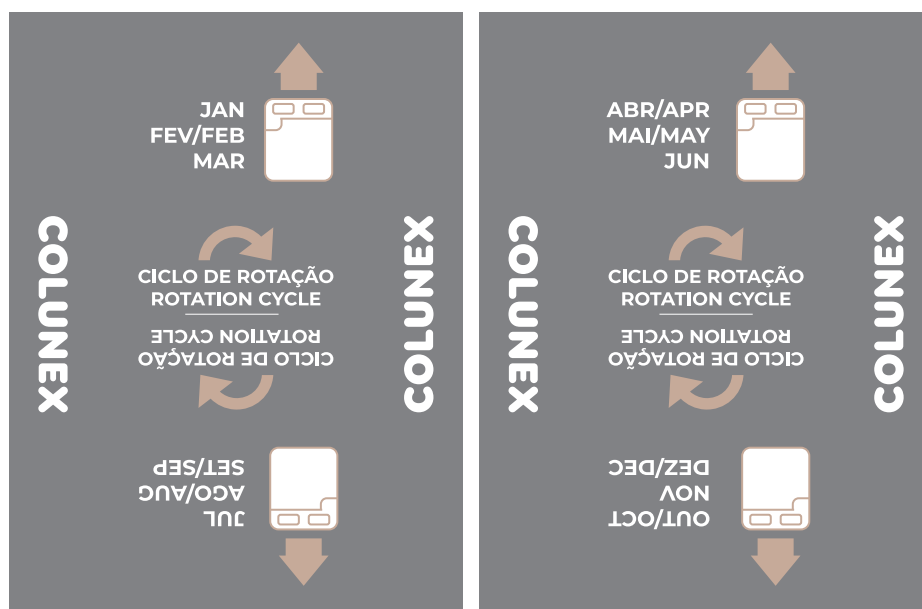 JAN
FEV/FEB
MAR
COLUNEX
COLUNEX
CICLO DE ROTAÇÃO
ROTATION CYCLE
CICLO DE ROTAÇÃO
ROTATION CYCLE
JUL
AGO/AUG
SET/SEP
ABR/APR
MAI/MAY
JUN
COLUNEX
COLUNEX
CICLO DE ROTAÇÃO
ROTATION CYCLE
CICLO DE ROTAÇÃO
ROTATION CYCLE
OUT/OCT
NOV
DEZ/DEC